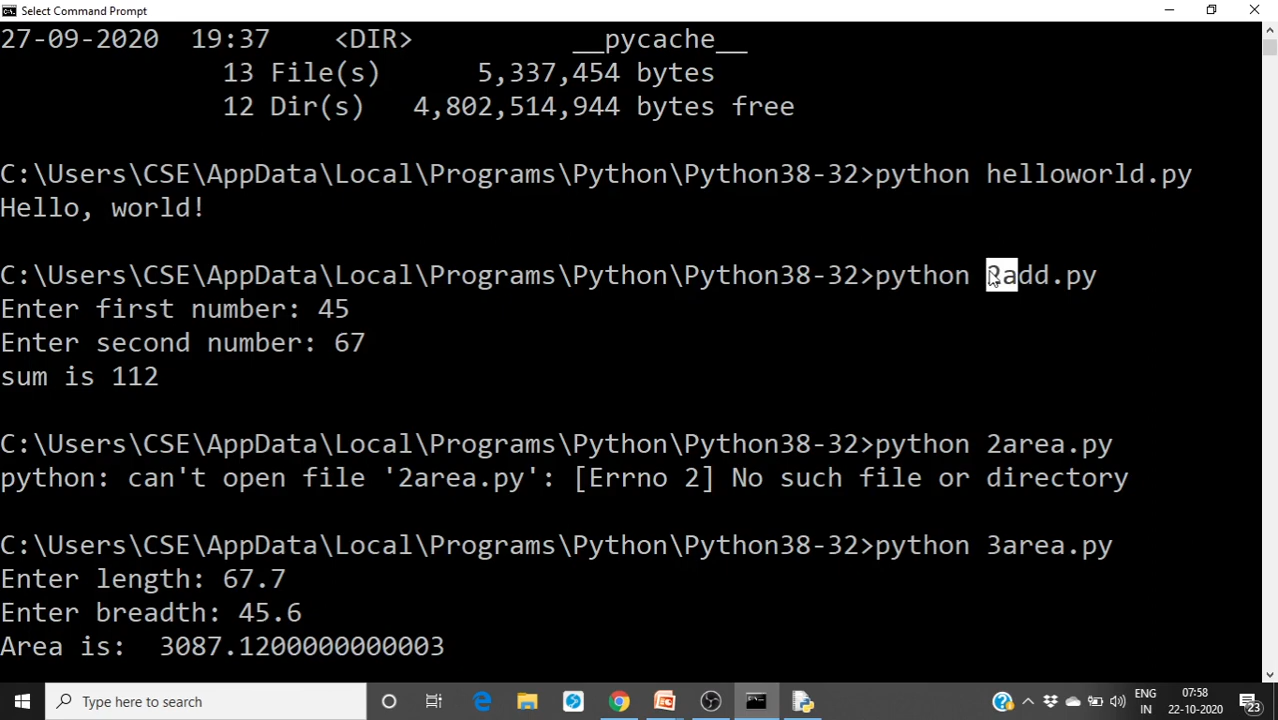 Select Command Prompt
27-09-2020  19:37    <DIR>          __pycache__
13 File(s)      5,337,454 bytes
12 Dir(s)   4,802,514,944 bytes free
C:\Users\CSE\AppData\Local\Programs\Python\Python38-32>python helloworld.py
Hello, world!
C:\Users\CSE\AppData\Local\Programs\Python\Python38-32>python 2add.py
Enter first number: 45
Enter second number: 67
sum is 112
C:\Users\CSE\AppData\Local\Programs\Python\Python38-32>python 2area.py
python: can't open file '2area.py': [Errno 2] No such file or directory
C:\Users\CSE\AppData\Local\Programs\Python\Python38-32>python 3area.py
Enter length: 67.7
Enter breadth: 45.6
Area is:  3087.1200000000003
Type here to search
ENG
IN
07:58
22-10-2020
23